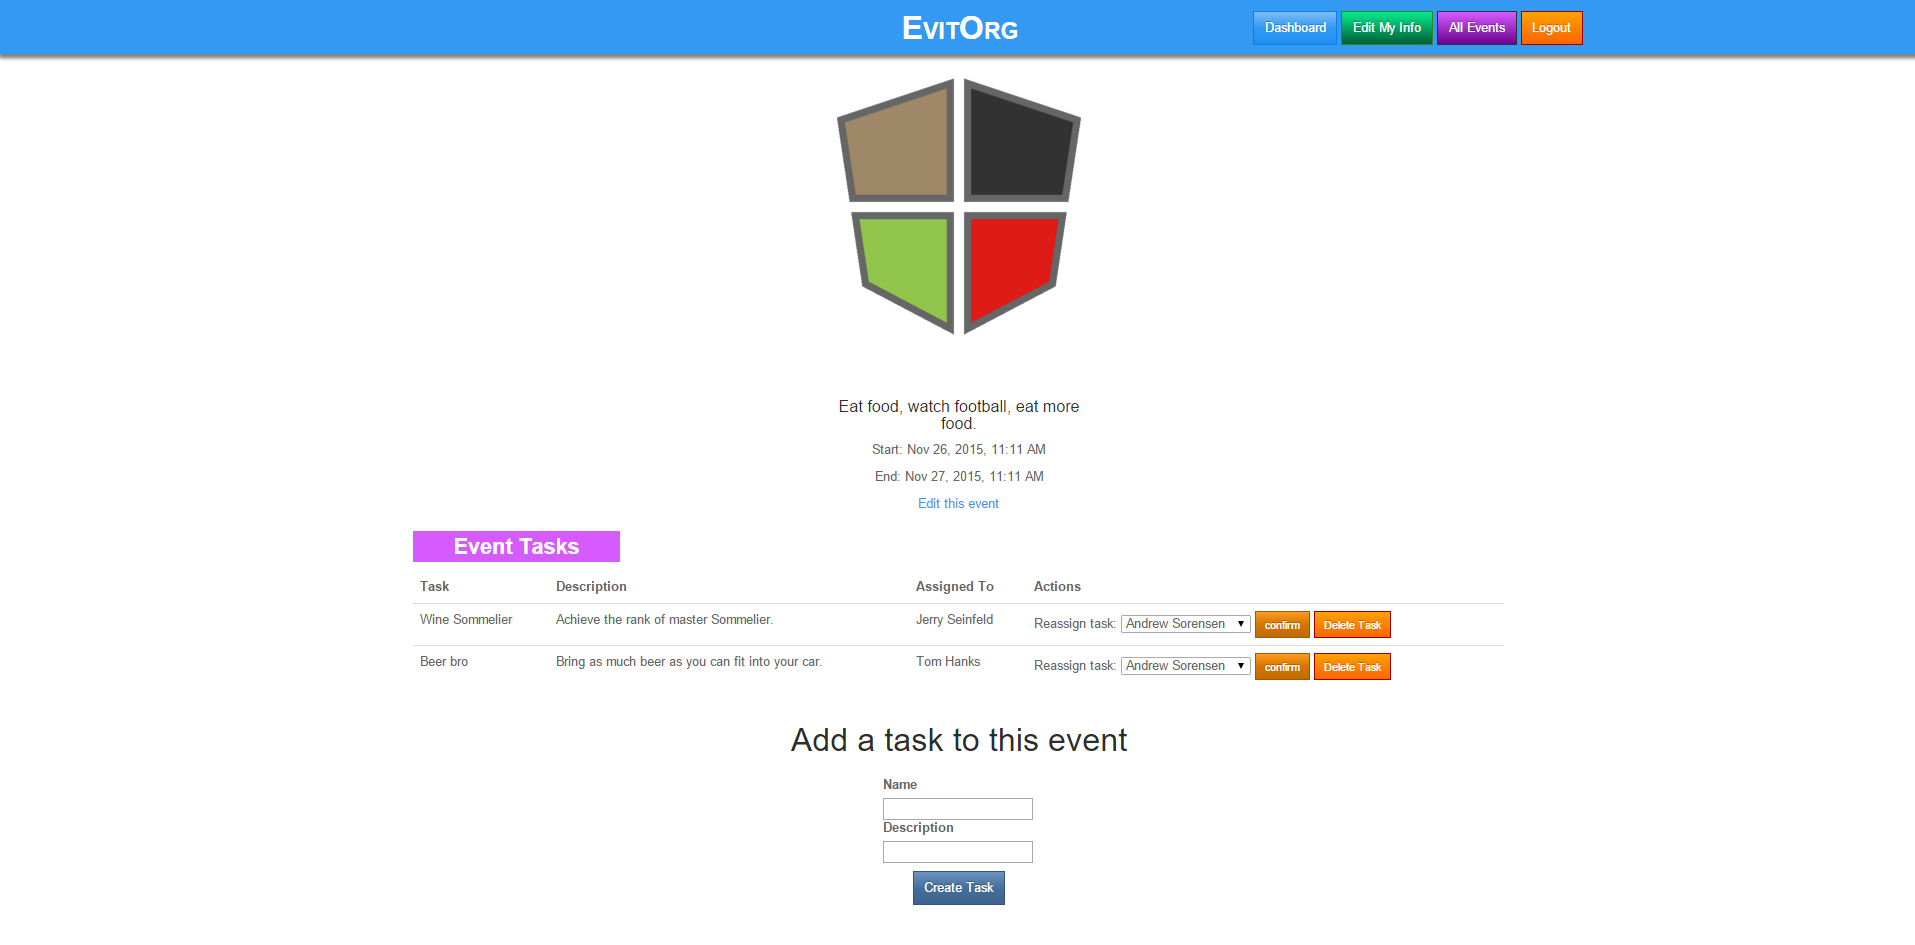 EvitOrg
Dashboard Edit My Info All Events Logout
Eat food, watch football, eat more
food.
Start: Nov 26, 2015, 11:11 AM
End: Nov 27, 2015, 11:11 AM
Edit this event
Event Tasks
Task Description Assigned To Actions
Wine Sommelier Achieve the rank of master Sommelier. Jerry Seinfeld Reassign task: Andrew Sorensen confirm Delete Task
Beer bro Bring as much beer as you can fit into your car. Tom Hanks Reassign task: Andrew Sorensen confirm Delete Task
Add a task to this event
Name
Description
Create Task